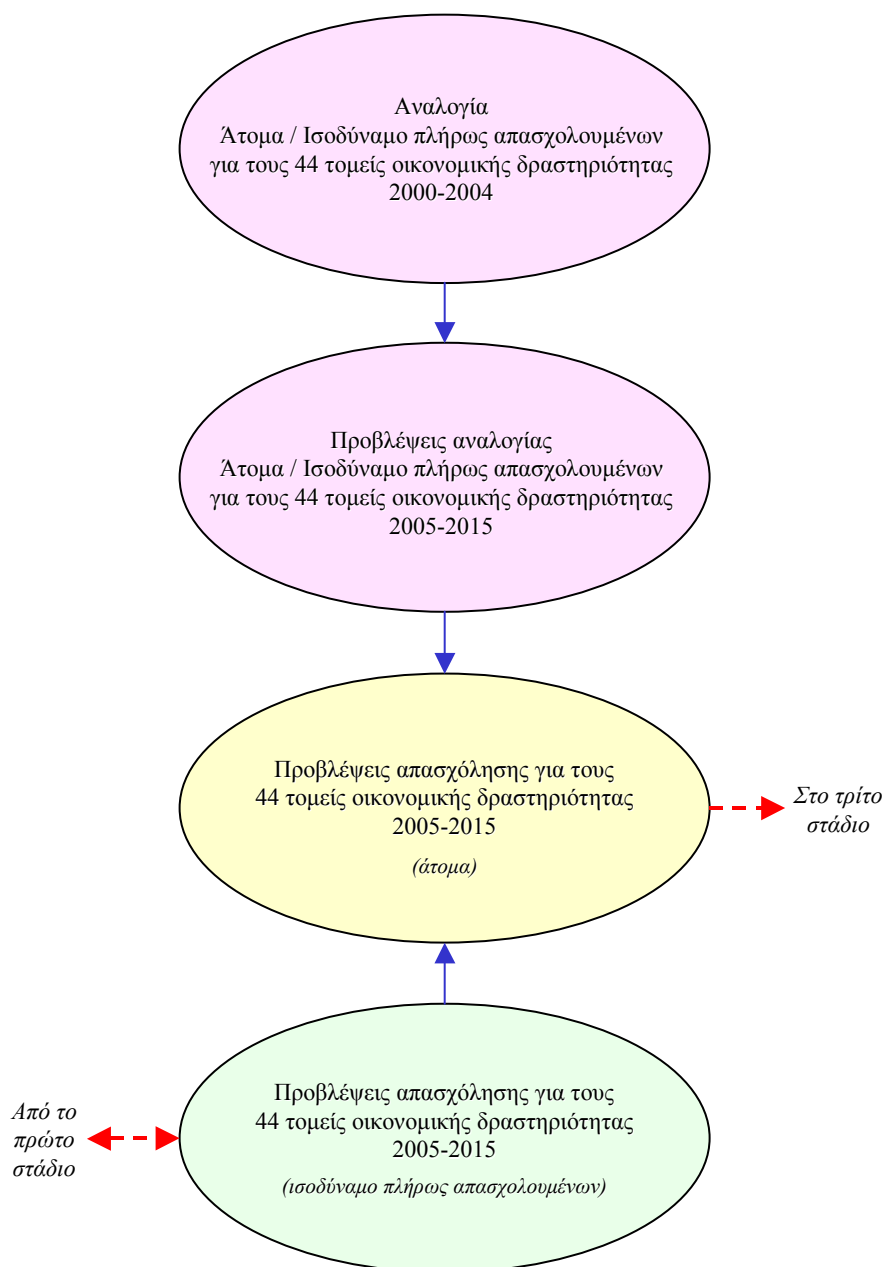 Αναλογία
Άτομα / Ισοδύναμο πλήρως απασχολουμένων
για τους 44 τομείς οικονομικής δραστηριότητας
2000-2004
Προβλέψεις αναλογίας
Άτομα / Ισοδύναμο πλήρως απασχολουμένων
για τους 44 τομείς οικονομικής δραστηριότητας
2005-2015
Προβλέψεις απασχόλησης για τους
44 τομείς οικονομικής δραστηριότητας
2005-2015
(άτομα)
Στο τρίτο
στάδιο
Από το
πρώτο
στάδιο
Προβλέψεις απασχόλησης για τους
44 τομείς οικονομικής δραστηριότητας
2005-2015
(ισοδύναμο πλήρως απασχολουμένων)